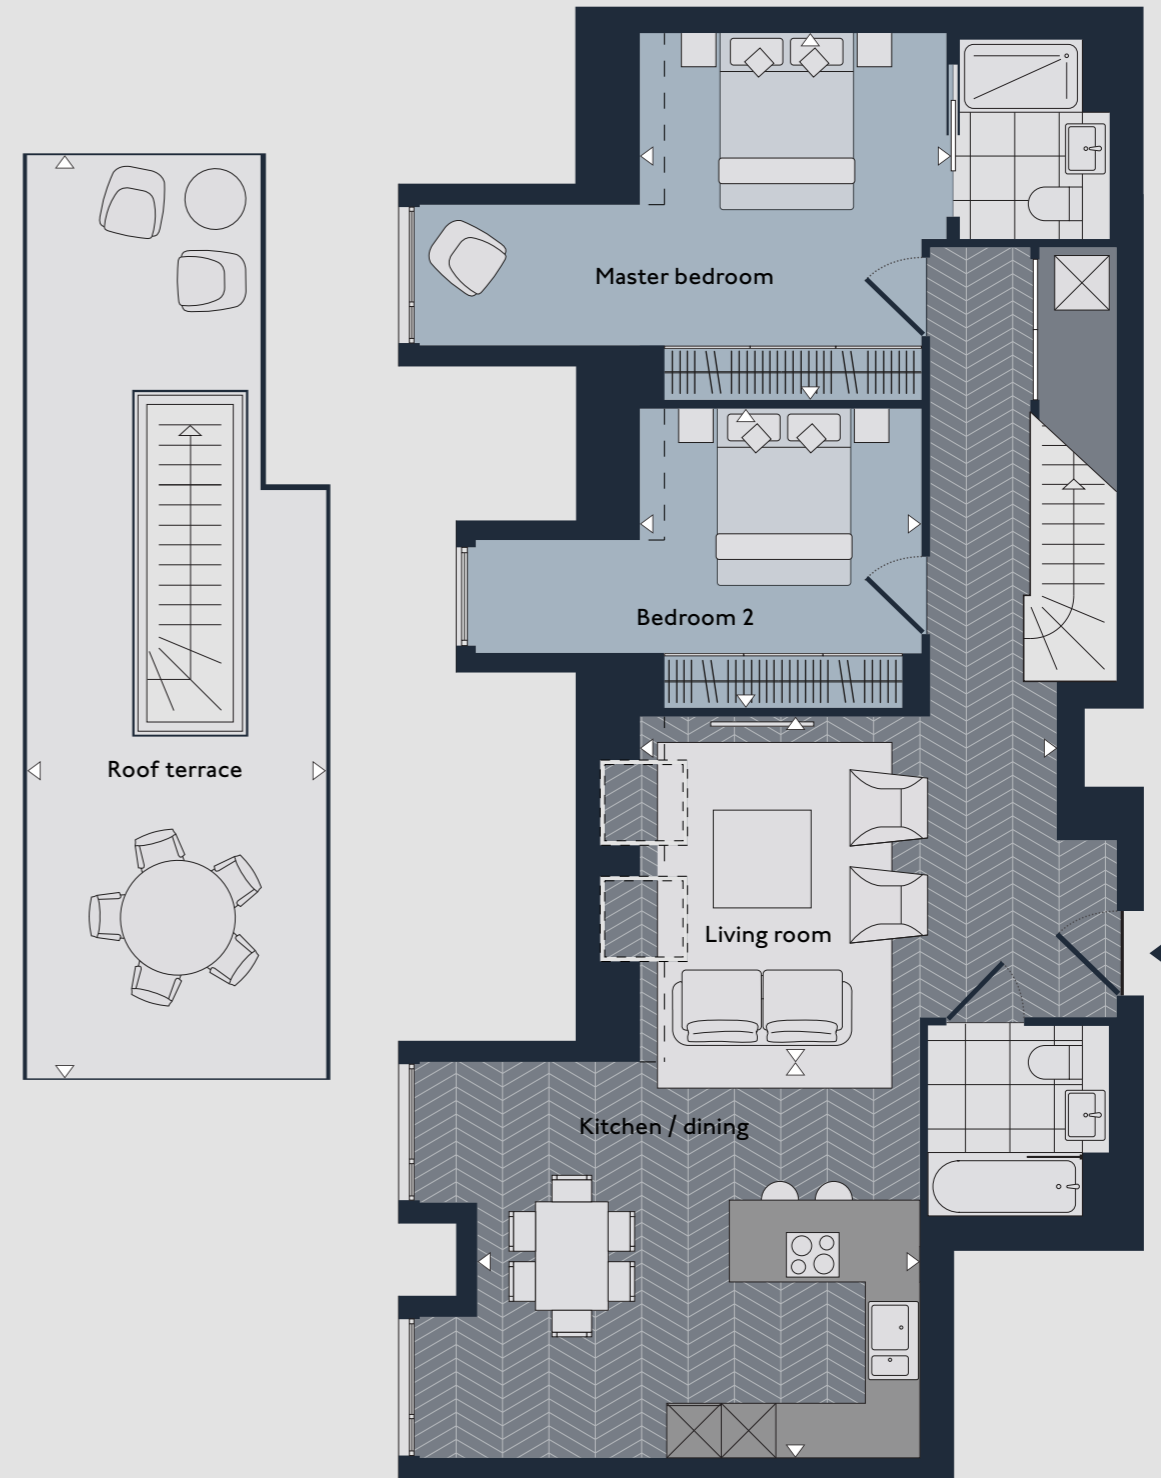 Master bedroom
Bedroom 2
Roof terrace
Living room
Kitchen / dining